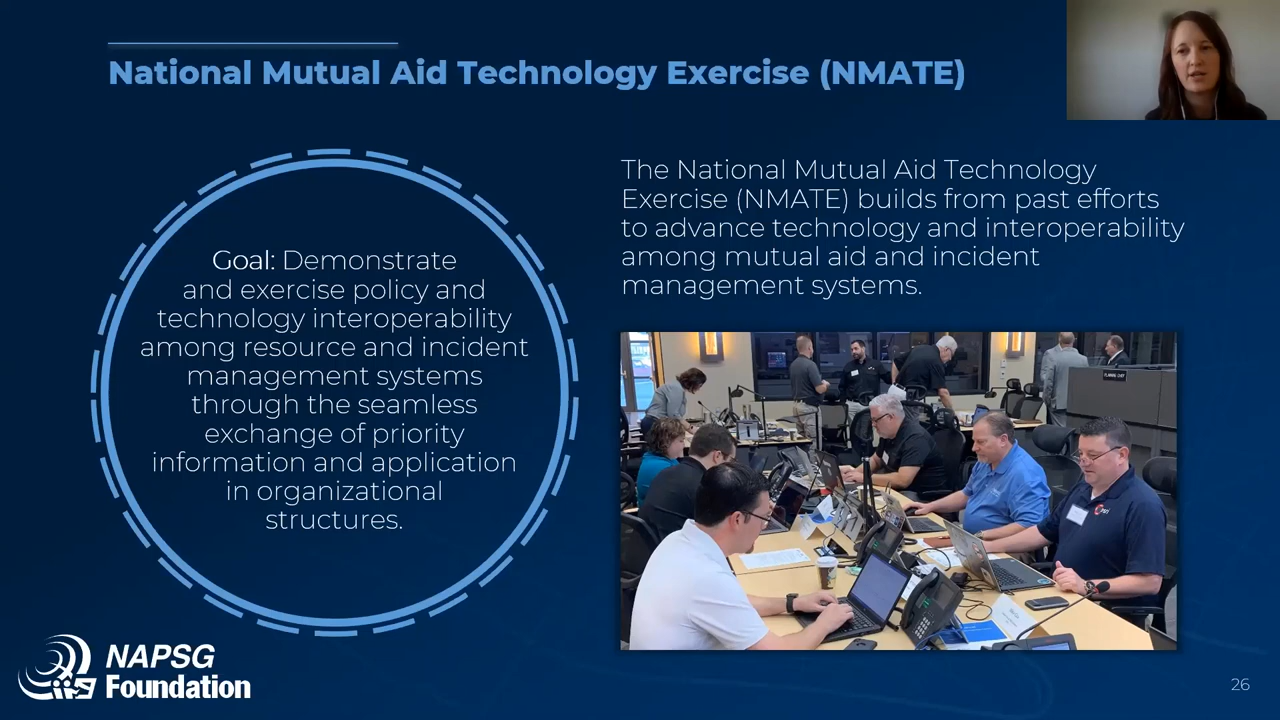 National Mutual Aid Technology Exercise (NMATE)
Goal: Demonstrate
and exercise policy and
technology interoperability
among resource and incident
management systems
through the seamless
exchange of priority
information and application
in organizational
structures.
The National Mutual Aid Technology
Exercise (NMATE) builds from past efforts
to advance technology and interoperability
among mutual aid and incident
management systems.
PLANNING CHIEF
NAPSG
Foundation
26